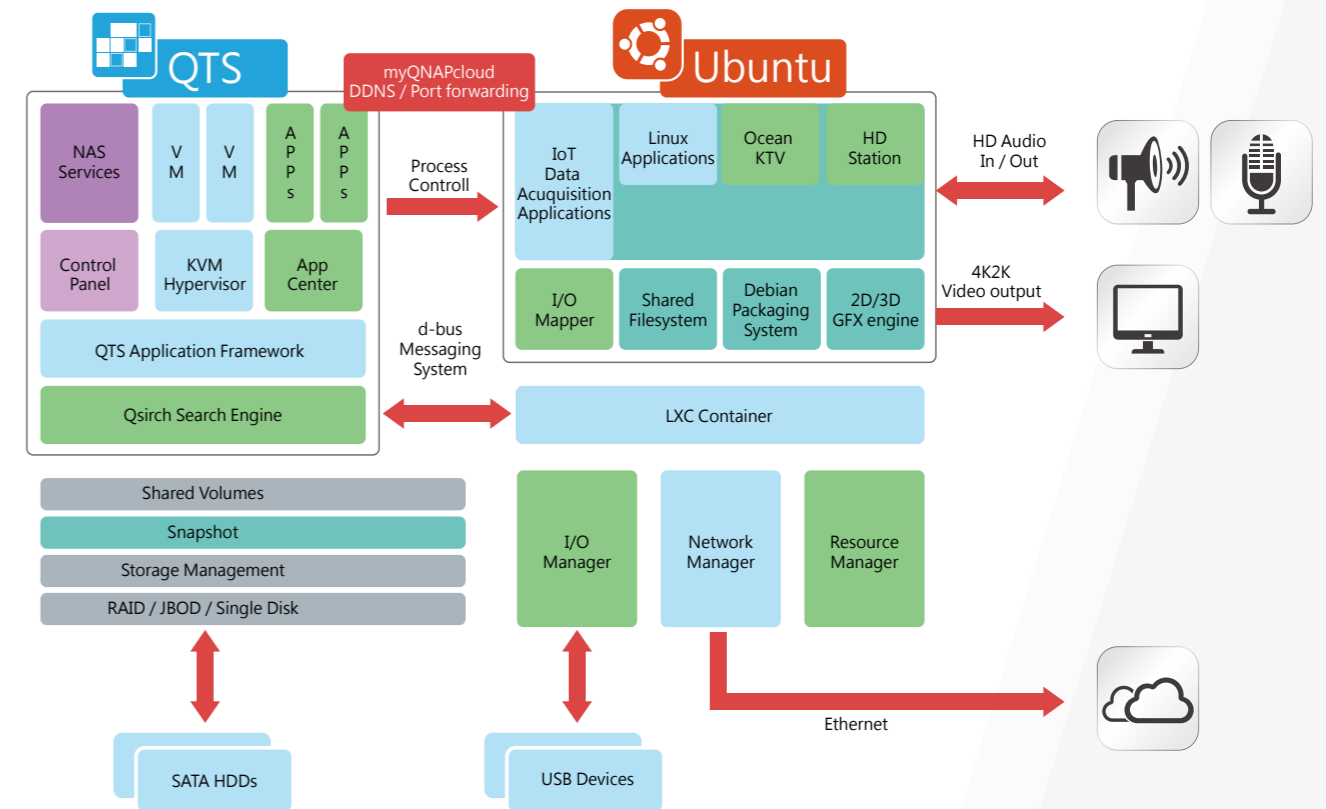 QTS
myQNAPcloud
DDNS / Port forwarding
Ubuntu
NAS
Services
V
M
V
M
A
P
P
s
A
P
P
s
Control
Panel
KVM
Hypervisor
App
Center
QTS Application Framework
Qsirch Search Engine
Process
Controll
d-bus
Messaging
System
IoT
Data
Acuquisition
Applications
Linux
Applications
Ocean
KTV
HD
Station
I/O
Mapper
Shared
Filesystem
Debian
Packaging
System
2D/3D
GFX engine
HD Audio
In / Out
4K2K
Video output
LXC Container
Shared Volumes
Snapshot
Storage Management
RAID / JBOD / Single Disk
I/O
Manager
Network
Manager
Resource
Manager
Ethernet
SATA HDDs
USB Devices